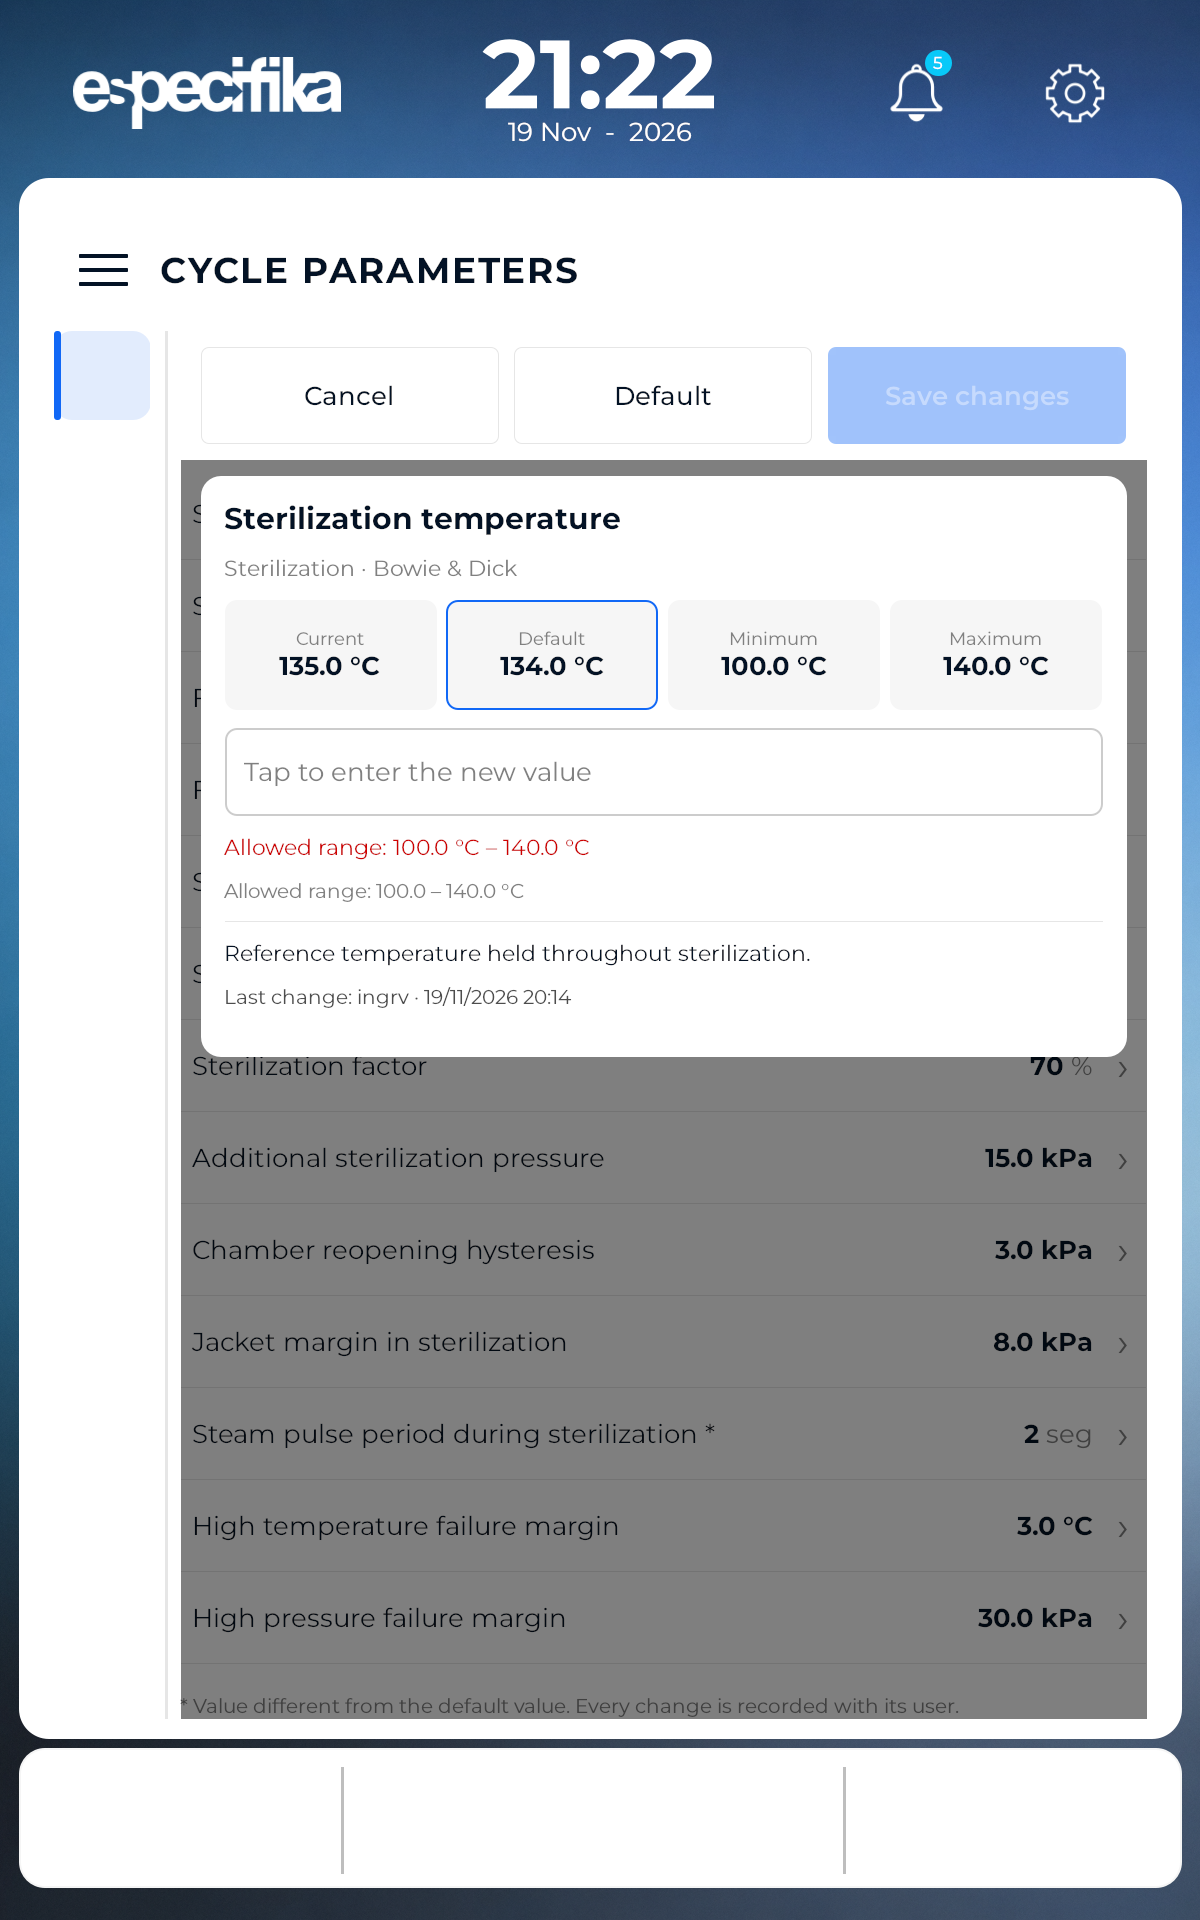 e-specifika
21:22
19 Nov - 2026
5
CYCLE PARAMETERS
Cancel
Default
Save changes
Sterilization temperature
Sterilization · Bowie & Dick
Current
135.0 °C
Default
134.0 °C
Minimum
100.0 °C
Maximum
140.0 °C
Tap to enter the new value
Allowed range: 100.0 °C – 140.0 °C
Allowed range: 100.0 – 140.0 °C
Reference temperature held throughout sterilization.
Last change: ingrv · 19/11/2026 20:14
Sterilization factor 70 %
Additional sterilization pressure 15.0 kPa
Chamber reopening hysteresis 3.0 kPa
Jacket margin in sterilization 8.0 kPa
Steam pulse period during sterilization * 2 seg
High temperature failure margin 3.0 °C
High pressure failure margin 30.0 kPa
* Value different from the default value. Every change is recorded with its user.